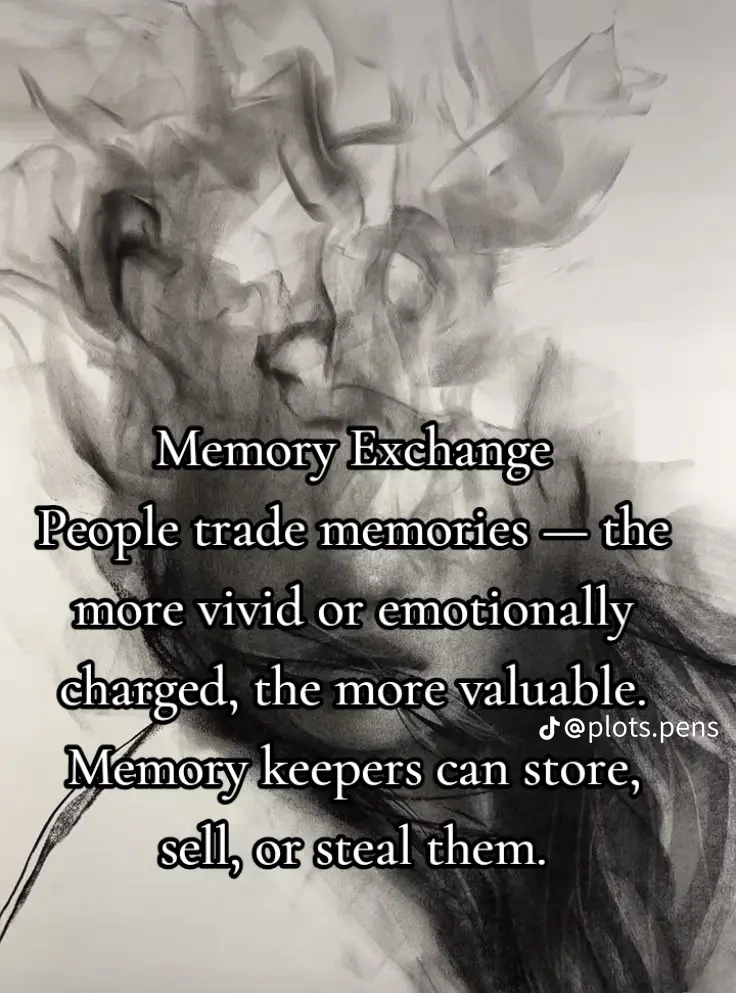 Memory Exchange
People trade memories — the
more vivid or emotionally
charged, the more valuable.
@plots.pens
Memory keepers can store,
sell, or steal them.